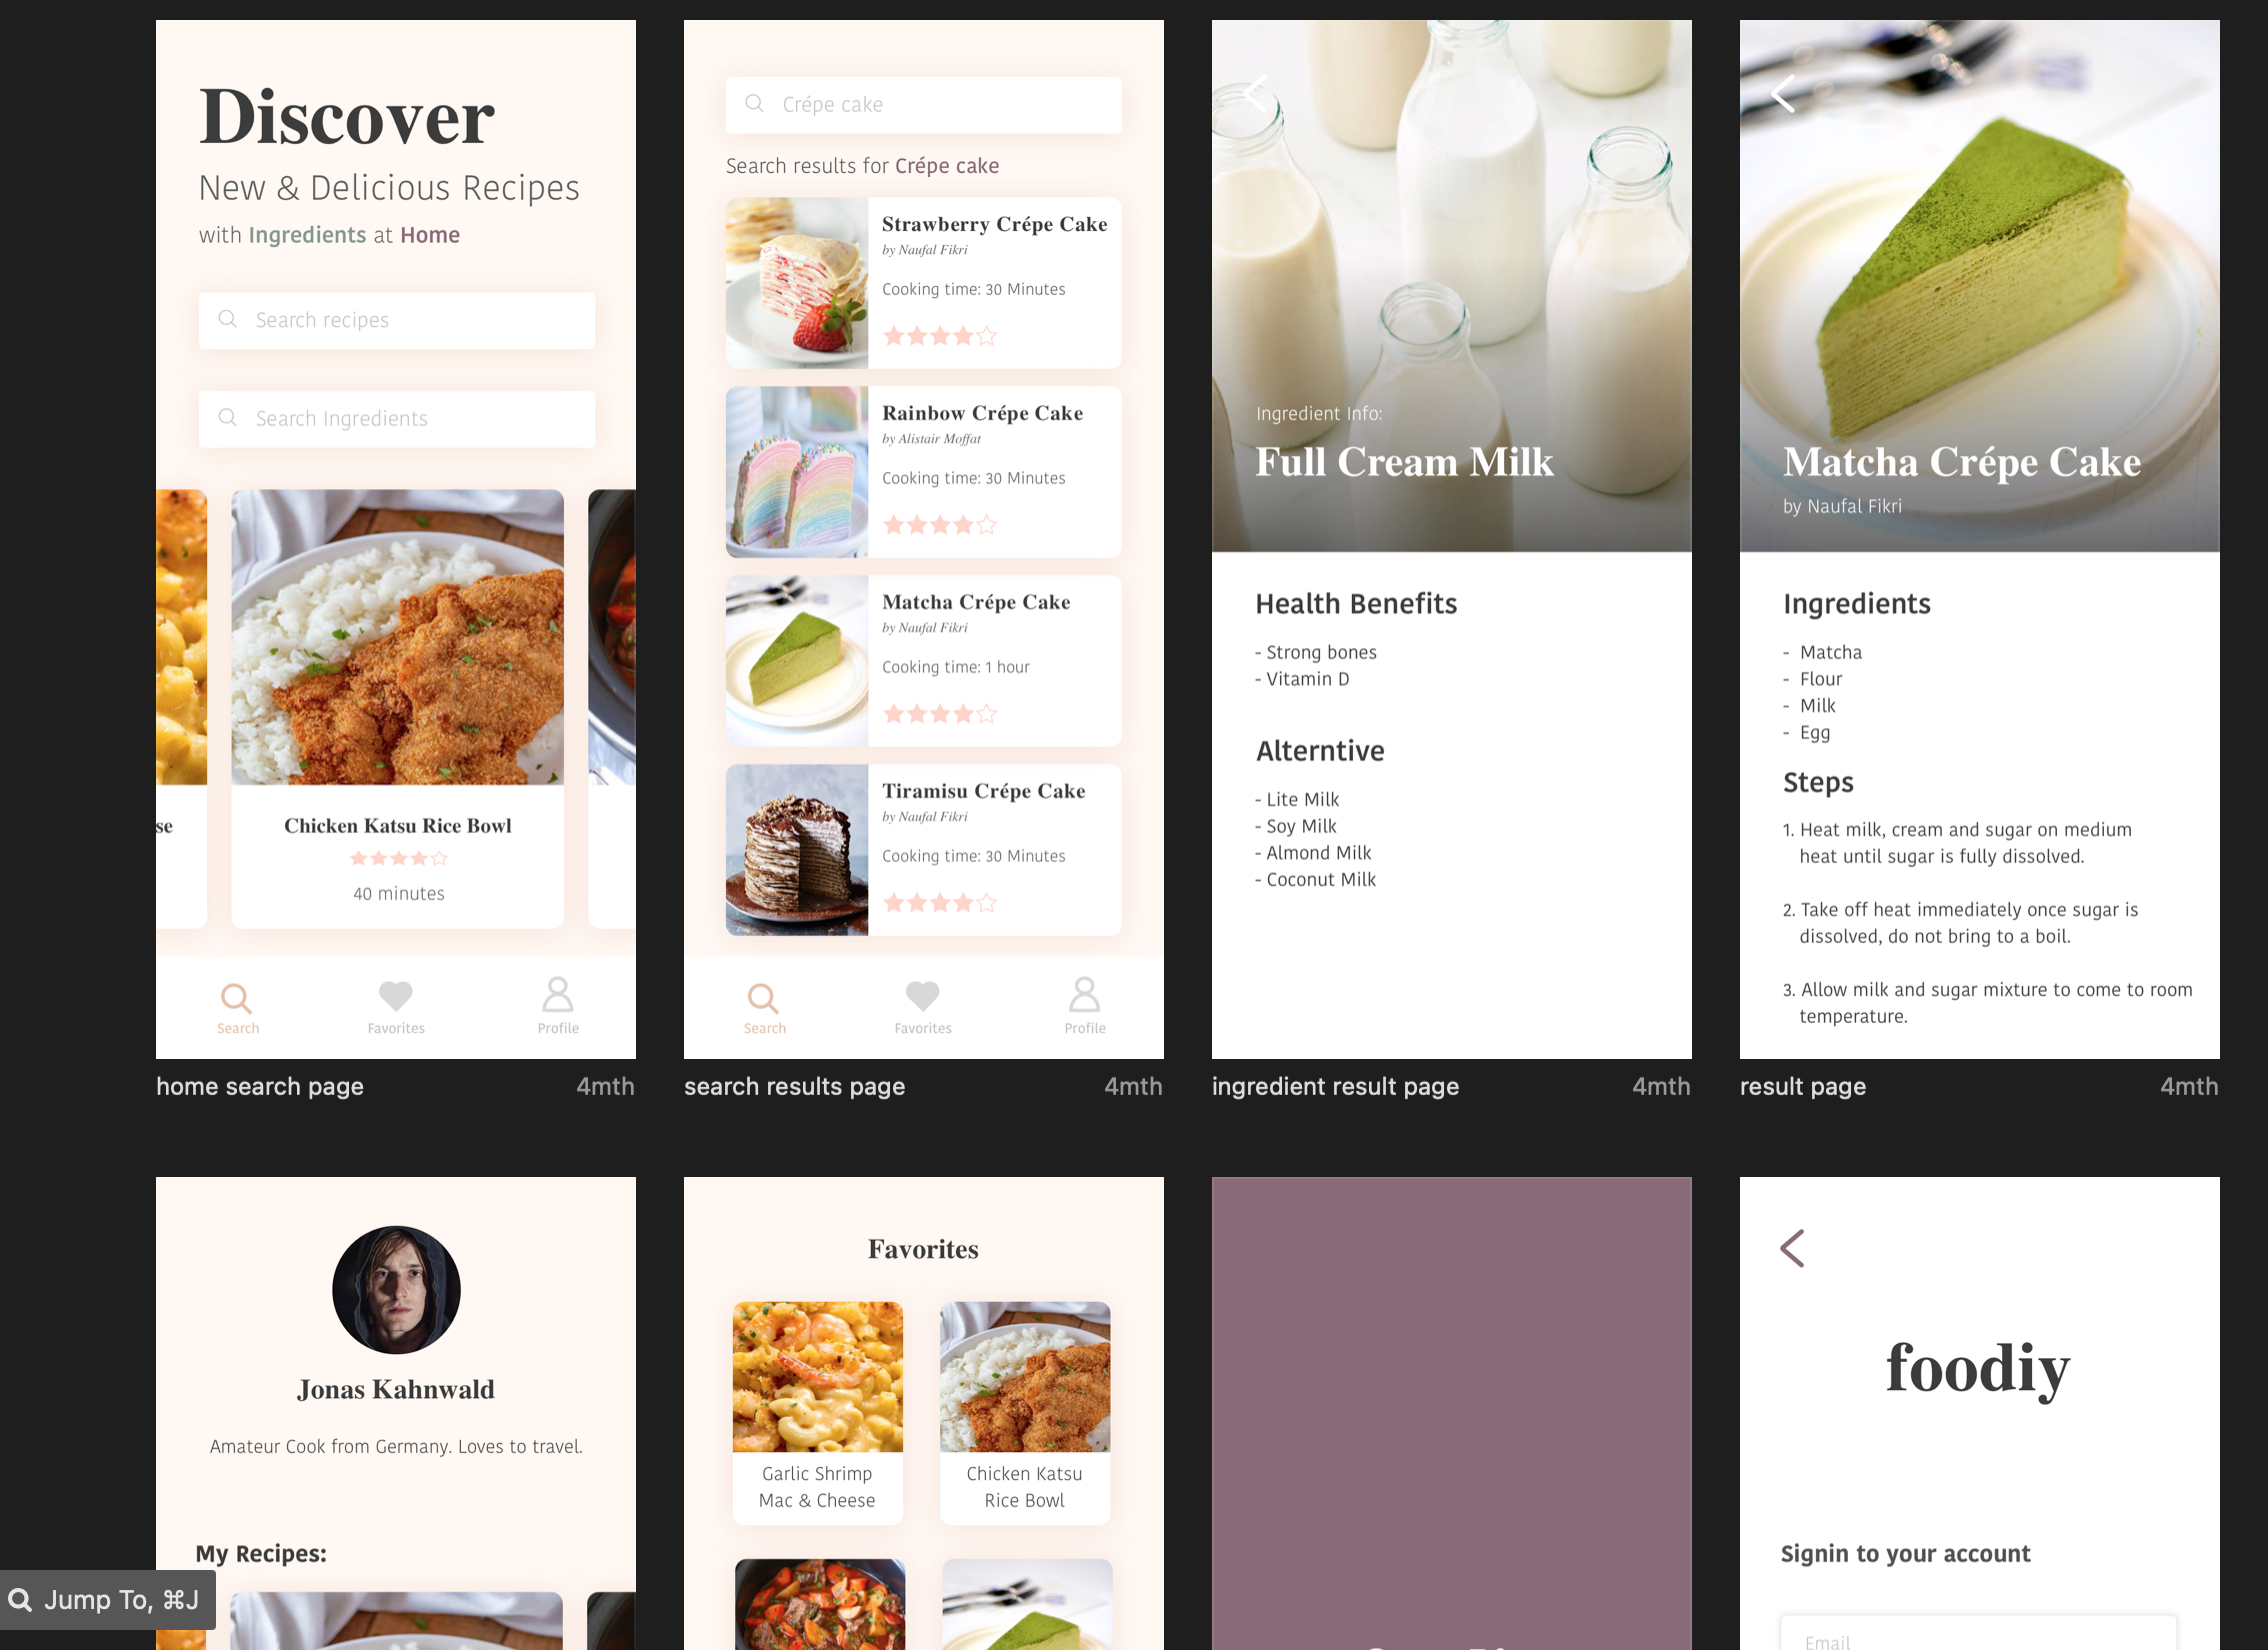 Discover
New & Delicious Recipes
with Ingredients at Home
Search recipes
Search Ingredients
se
Chicken Katsu Rice Bowl
40 minutes
Search
Favorites
Profile
home search page
4mth
Crépe cake
Search results for Crépe cake
Strawberry Crépe Cake
by Naufal Fikri
Cooking time: 30 Minutes
Rainbow Crépe Cake
by Alistair Moffat
Cooking time: 30 Minutes
Matcha Crépe Cake
by Naufal Fikri
Cooking time: 1 hour
Tiramisu Crépe Cake
by Naufal Fikri
Cooking time: 30 Minutes
Search
Favorites
Profile
search results page
4mth
Ingredient Info:
Full Cream Milk
Health Benefits
- Strong bones
- Vitamin D
Alterntive
- Lite Milk
- Soy Milk
- Almond Milk
- Coconut Milk
ingredient result page
4mth
Matcha Crépe Cake
by Naufal Fikri
Ingredients
- Matcha
- Flour
- Milk
- Egg
Steps
1. Heat milk, cream and sugar on medium
heat until sugar is fully dissolved.
2. Take off heat immediately once sugar is
dissolved, do not bring to a boil.
3. Allow milk and sugar mixture to come to room
temperature.
result page
4mth
Jonas Kahnwald
Amateur Cook from Germany. Loves to travel.
My Recipes:
Jump To, ⌘J
Favorites
Garlic Shrimp
Mac & Cheese
Chicken Katsu
Rice Bowl
foodiy
Signin to your account
Email